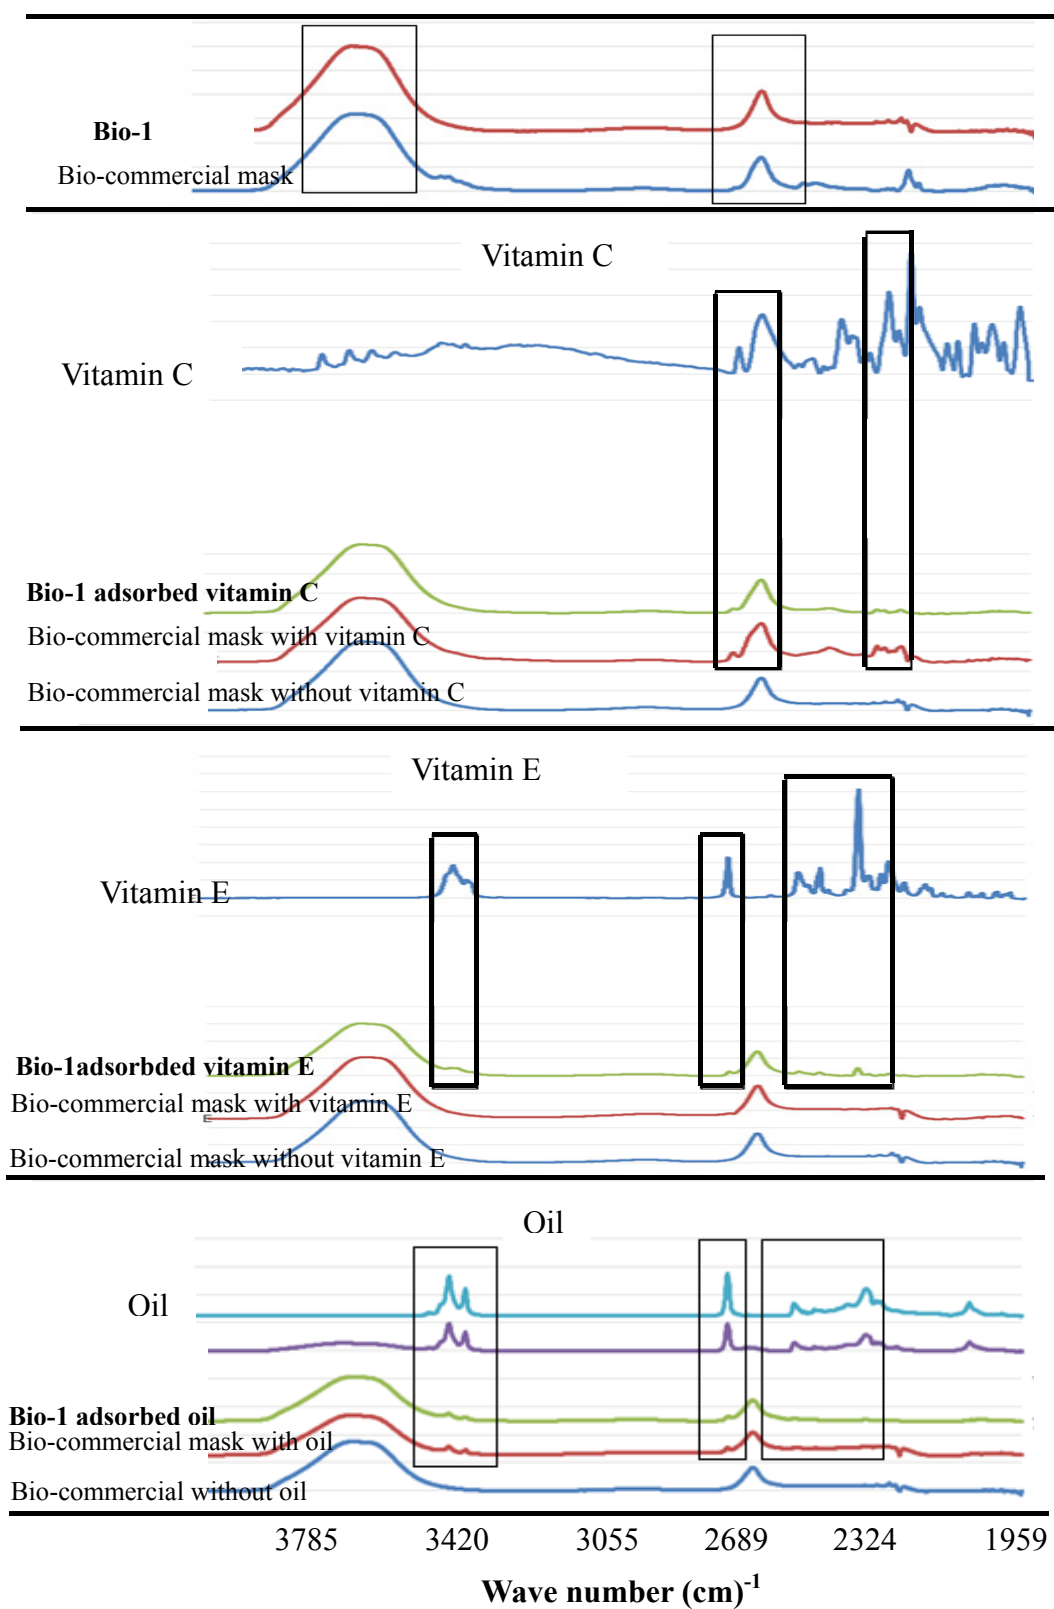 Bio-1
Bio-commercial mask
Vitamin C
Vitamin C
Bio-1 adsorbed vitamin C
Bio-commercial mask with vitamin C
Bio-commercial mask without vitamin C
Vitamin E
Vitamin E
Bio-1adsorbded vitamin E
Bio-commercial mask with vitamin E
E
Bio-commercial mask without vitamin E
Oil
Oil
Bio-1 adsorbed oil
Bio-commercial mask with oil
Bio-commercial without oil
3785 3420 3055 2689 2324 1959
Wave number (cm)-1